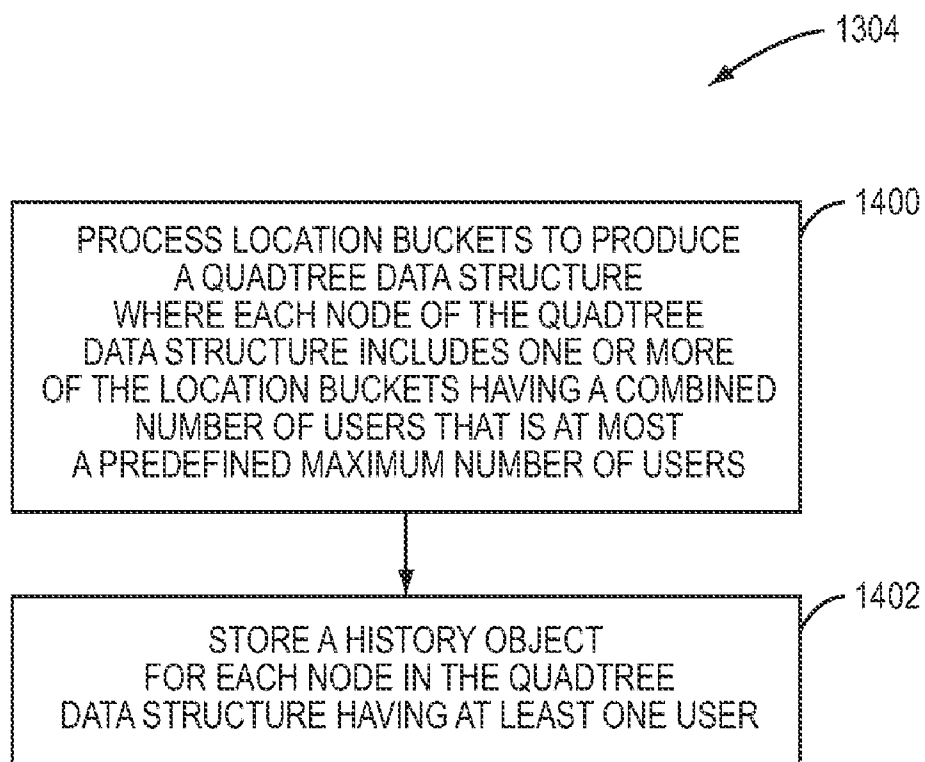 1304
1400
PROCESS LOCATION BUCKETS TO PRODUCE
A QUADTREE DATA STRUCTURE
WHERE EACH NODE OF THE QUADTREE
DATA STRUCTURE INCLUDES ONE OR MORE
OF THE LOCATION BUCKETS HAVING A COMBINED
NUMBER OF USERS THAT IS AT MOST
A PREDEFINED MAXIMUM NUMBER OF USERS
1402
STORE A HISTORY OBJECT
FOR EACH NODE IN THE QUADTREE
DATA STRUCTURE HAVING AT LEAST ONE USER